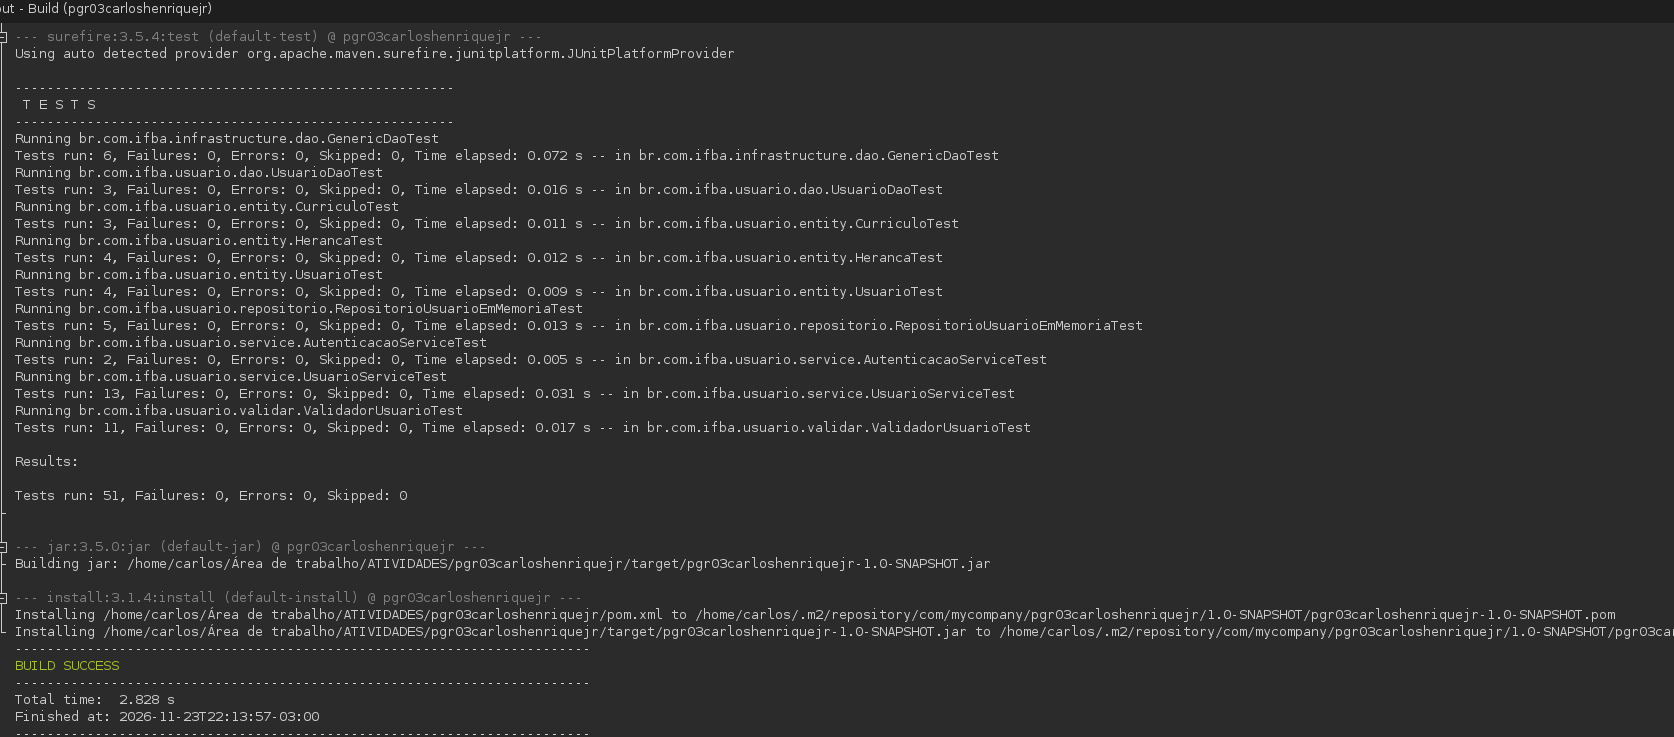 out - Build (pgr03carloshenriquejr)
--- surefire:3.5.4:test (default-test) @ pgr03carloshenriquejr ---
Using auto detected provider org.apache.maven.surefire.junitplatform.JUnitPlatformProvider
-------------------------------------------------------
T E S T S
-------------------------------------------------------
Running br.com.ifba.infrastructure.dao.GenericDaoTest
Tests run: 6, Failures: 0, Errors: 0, Skipped: 0, Time elapsed: 0.072 s -- in br.com.ifba.infrastructure.dao.GenericDaoTest
Running br.com.ifba.usuario.dao.UsuarioDaoTest
Tests run: 3, Failures: 0, Errors: 0, Skipped: 0, Time elapsed: 0.016 s -- in br.com.ifba.usuario.dao.UsuarioDaoTest
Running br.com.ifba.usuario.entity.CurriculoTest
Tests run: 3, Failures: 0, Errors: 0, Skipped: 0, Time elapsed: 0.011 s -- in br.com.ifba.usuario.entity.CurriculoTest
Running br.com.ifba.usuario.entity.HerancaTest
Tests run: 4, Failures: 0, Errors: 0, Skipped: 0, Time elapsed: 0.012 s -- in br.com.ifba.usuario.entity.HerancaTest
Running br.com.ifba.usuario.entity.UsuarioTest
Tests run: 4, Failures: 0, Errors: 0, Skipped: 0, Time elapsed: 0.009 s -- in br.com.ifba.usuario.entity.UsuarioTest
Running br.com.ifba.usuario.repositorio.RepositorioUsuarioEmMemoriaTest
Tests run: 5, Failures: 0, Errors: 0, Skipped: 0, Time elapsed: 0.013 s -- in br.com.ifba.usuario.repositorio.RepositorioUsuarioEmMemoriaTest
Running br.com.ifba.usuario.service.AutenticacaoServiceTest
Tests run: 2, Failures: 0, Errors: 0, Skipped: 0, Time elapsed: 0.005 s -- in br.com.ifba.usuario.service.AutenticacaoServiceTest
Running br.com.ifba.usuario.service.UsuarioServiceTest
Tests run: 13, Failures: 0, Errors: 0, Skipped: 0, Time elapsed: 0.031 s -- in br.com.ifba.usuario.service.UsuarioServiceTest
Running br.com.ifba.usuario.validar.ValidadorUsuarioTest
Tests run: 11, Failures: 0, Errors: 0, Skipped: 0, Time elapsed: 0.017 s -- in br.com.ifba.usuario.validar.ValidadorUsuarioTest
Results:
Tests run: 51, Failures: 0, Errors: 0, Skipped: 0
--- jar:3.5.0:jar (default-jar) @ pgr03carloshenriquejr ---
Building jar: /home/carlos/Área de trabalho/ATIVIDADES/pgr03carloshenriquejr/target/pgr03carloshenriquejr-1.0-SNAPSHOT.jar
--- install:3.1.4:install (default-install) @ pgr03carloshenriquejr ---
Installing /home/carlos/Área de trabalho/ATIVIDADES/pgr03carloshenriquejr/pom.xml to /home/carlos/.m2/repository/com/mycompany/pgr03carloshenriquejr/1.0-SNAPSHOT/pgr03carloshenriquejr-1.0-SNAPSHOT.pom
Installing /home/carlos/Área de trabalho/ATIVIDADES/pgr03carloshenriquejr/target/pgr03carloshenriquejr-1.0-SNAPSHOT.jar to /home/carlos/.m2/repository/com/mycompany/pgr03carloshenriquejr/1.0-SNAPSHOT/pgr03car
------------------------------------------------------------------------
BUILD SUCCESS
------------------------------------------------------------------------
Total time:  2.828 s
Finished at: 2026-11-23T22:13:57-03:00
------------------------------------------------------------------------